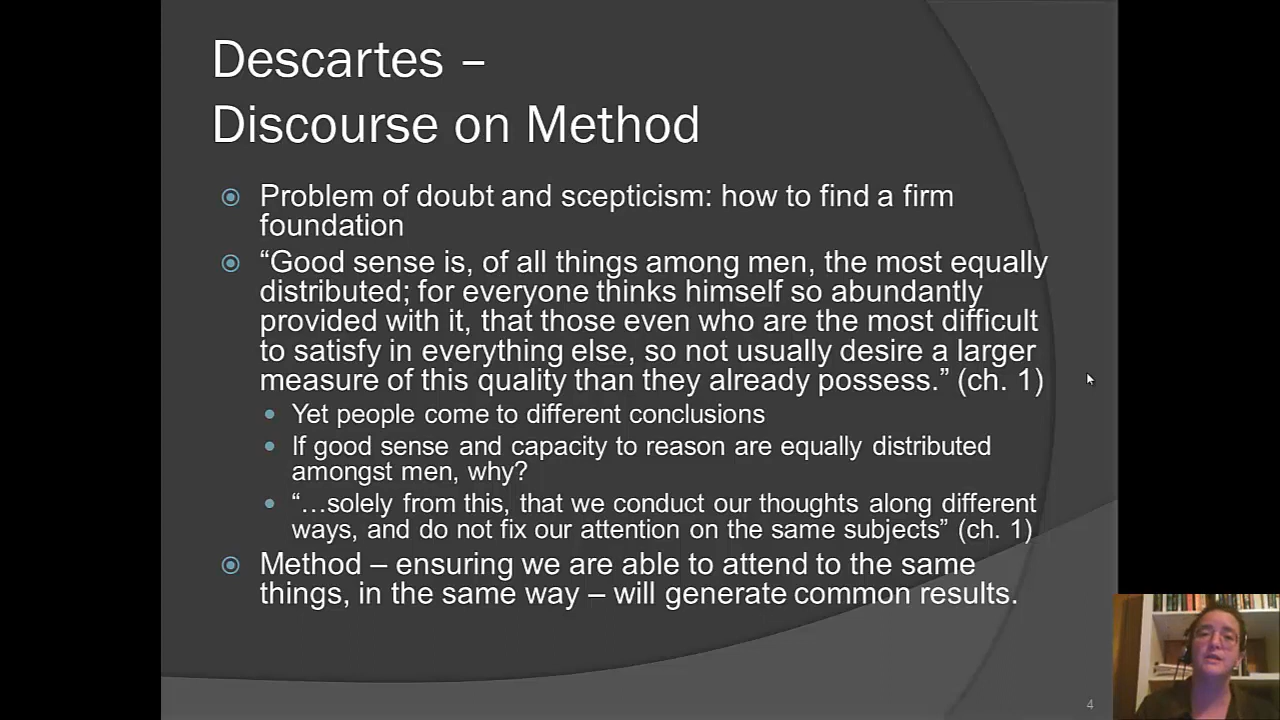 Descartes –
Discourse on Method
Problem of doubt and scepticism: how to find a firm
foundation
“Good sense is, of all things among men, the most equally
distributed; for everyone thinks himself so abundantly
provided with it, that those even who are the most difficult
to satisfy in everything else, so not usually desire a larger
measure of this quality than they already possess.” (ch. 1)
Yet people come to different conclusions
If good sense and capacity to reason are equally distributed
amongst men, why?
“…solely from this, that we conduct our thoughts along different
ways, and do not fix our attention on the same subjects” (ch. 1)
Method – ensuring we are able to attend to the same
things, in the same way – will generate common results.
4